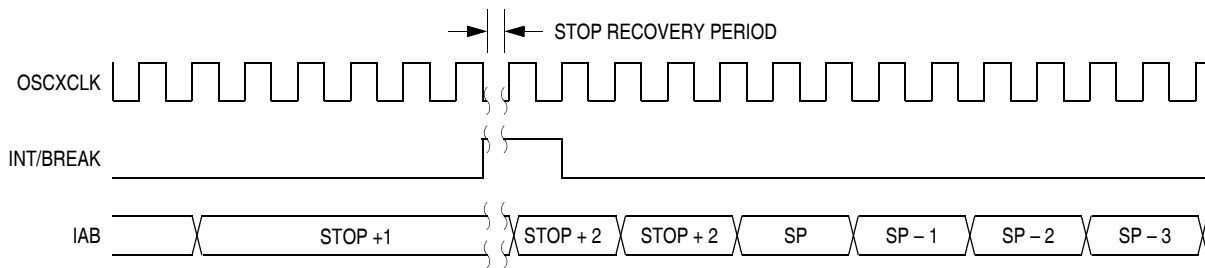 STOP RECOVERY PERIOD
OSCXCLK
INT/BREAK
IAB
STOP +1
STOP + 2
STOP + 2
SP
SP – 1
SP – 2
SP – 3